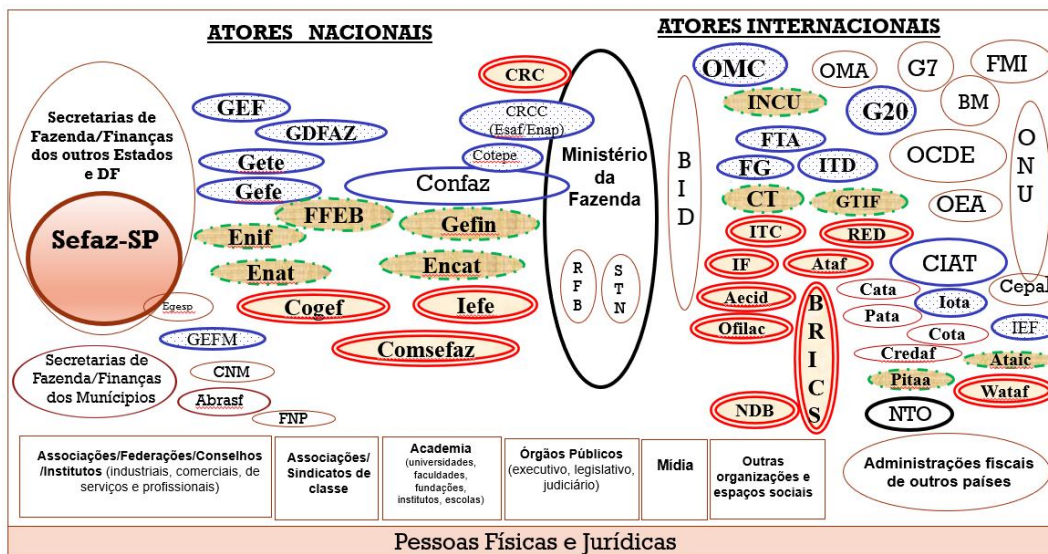 ATORES NACIONAIS
ATORES INTERNACIONAIS
Secretarias de
Fazenda/Finanças
dos outros Estados
e DF
Sefaz-SP
Egesp
Secretarias de
Fazenda/Finanças
dos Munícipios
GEF
GDFAZ
Gete
Gefe
FFEB
Enif
Enat
Cogef
GEFM
CNM
Abrasf
FNP
CRC
CRCC
(Esaf/Enap)
Cotepe
Confaz
Gefin
Encat
Iefe
Comsefaz
Ministério
da
Fazenda
RFB
STN
BID
OMC
INCU
FTA
FG
ITD
CT
GTIF
ITC
RED
IF
Ataf
Aecid
Ofilac
NDB
BRICS
OMA
G7
FMI
G20
BM
OCDE
OEA
ONU
CIAT
Cepal
Cata
Iota
Pata
Cota
IEF
Credaf
Ataic
Pitaa
Wataf
NTO
Associações/Federações/Conselhos
/Institutos (industriais, comerciais, de
serviços e profissionais)
Associações/
Sindicatos de
classe
Academia
(universidades,
faculdades,
fundações,
institutos, escolas)
Órgãos Públicos
(executivo, legislativo,
judiciário)
Mídia
Outras
organizações e
espaços sociais
Administrações fiscais
de outros países
Pessoas Físicas e Jurídicas